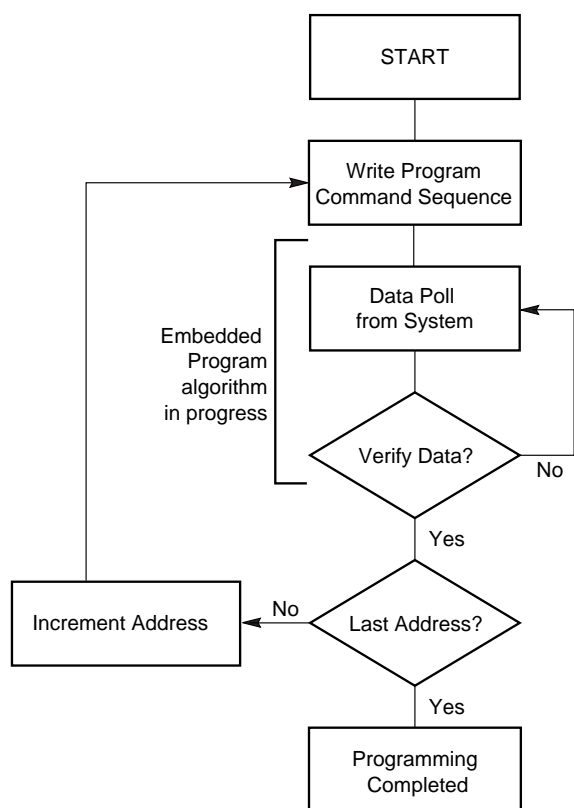 START
Write Program
Command Sequence
Data Poll
from System
Embedded
Program
algorithm
in progress
Verify Data?
No
Yes
Last Address?
No
Increment Address
Yes
Programming
Completed